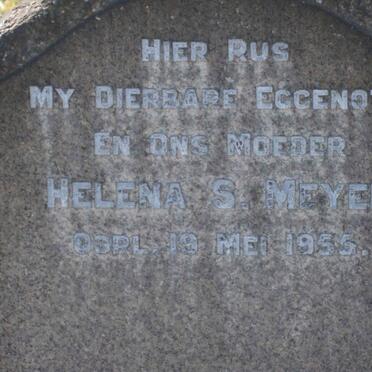 HIER RUS
MY DIERBARE EGGENOT
EN ONS MOEDER
HELENA S. MEYE
OORL. 19 MEI 1955.